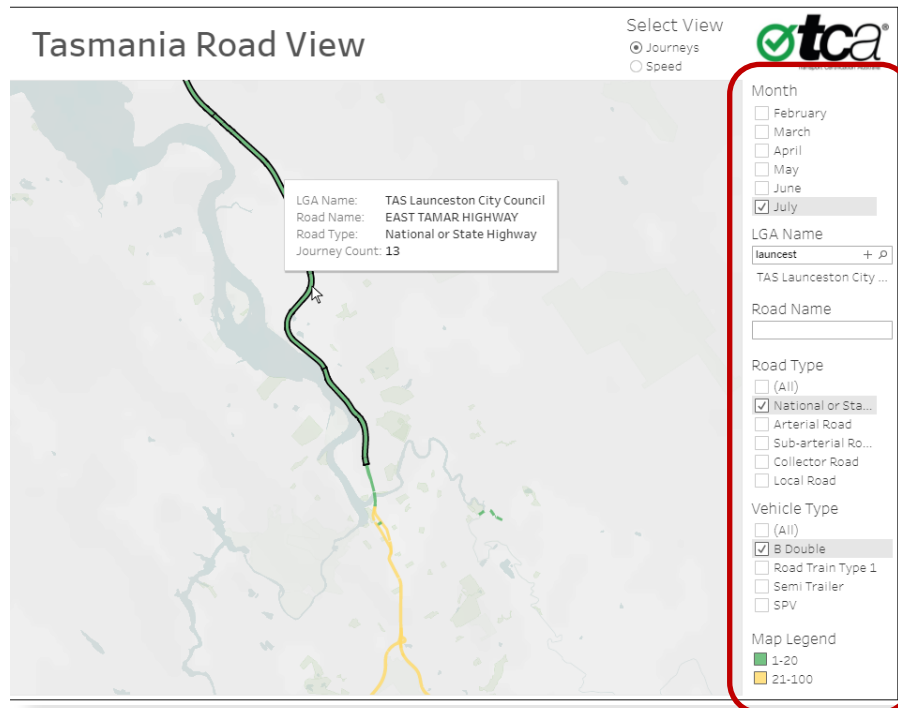 Tasmania Road View
Select View
Journeys
Speed
tca®
Transport Certification Australia
LGA Name: TAS Launceston City Council
Road Name: EAST TAMAR HIGHWAY
Road Type: National or State Highway
Journey Count: 13
Month
February
March
April
May
June
July
LGA Name
launcest
TAS Launceston City ...
Road Name
Road Type
(All)
National or Sta...
Arterial Road
Sub-arterial Ro...
Collector Road
Local Road
Vehicle Type
(All)
B Double
Road Train Type 1
Semi Trailer
SPV
Map Legend
1-20
21-100